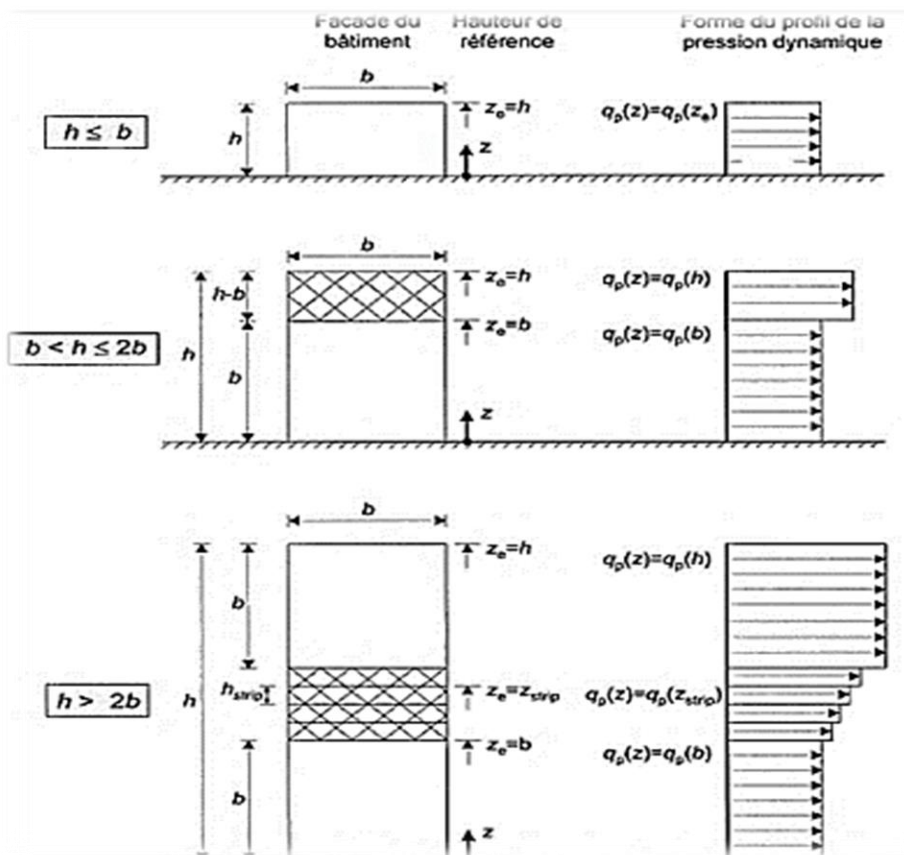 Façade du bâtiment
Hauteur de référence
Forme du profil de la pression dynamique
h ≤ b
b
h
z_e=h
z
q_p(z)=q_p(z_e)
b < h ≤ 2b
b
h
h-b
b
z_e=h
z_e=b
z
q_p(z)=q_p(h)
q_p(z)=q_p(b)
h > 2b
b
h
b
h_strip
b
z_e=h
z_e=z_strip
z_e=b
z
q_p(z)=q_p(h)
q_p(z)=q_p(z_strip)
q_p(z)=q_p(b)